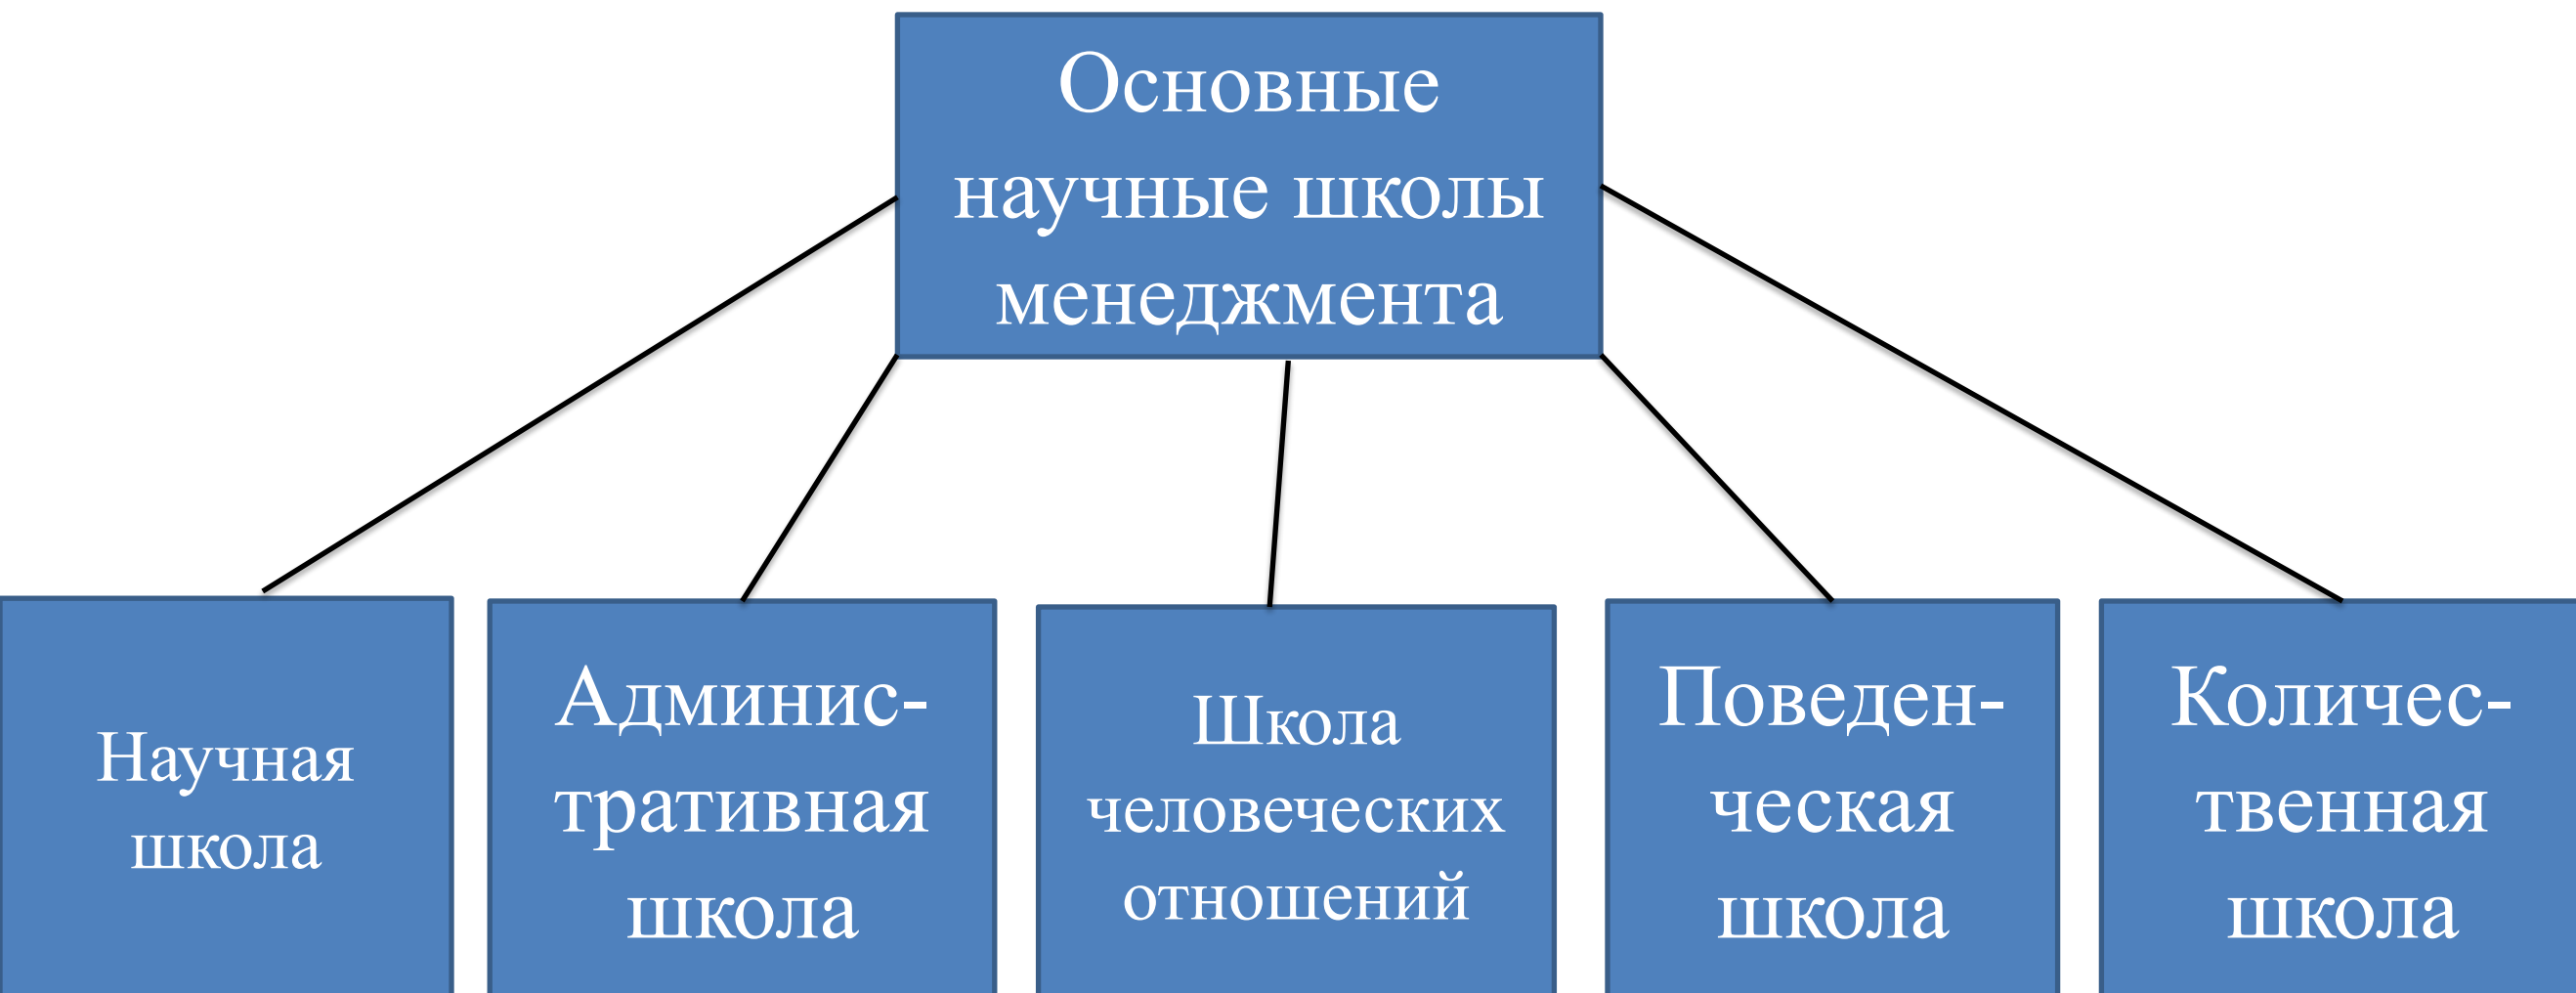 Основные
научные школы
менеджмента
Научная
школа
Админис-
тративная
школа
Школа
человеческих
отношений
Поведен-
ческая
школа
Количес-
твенная
школа